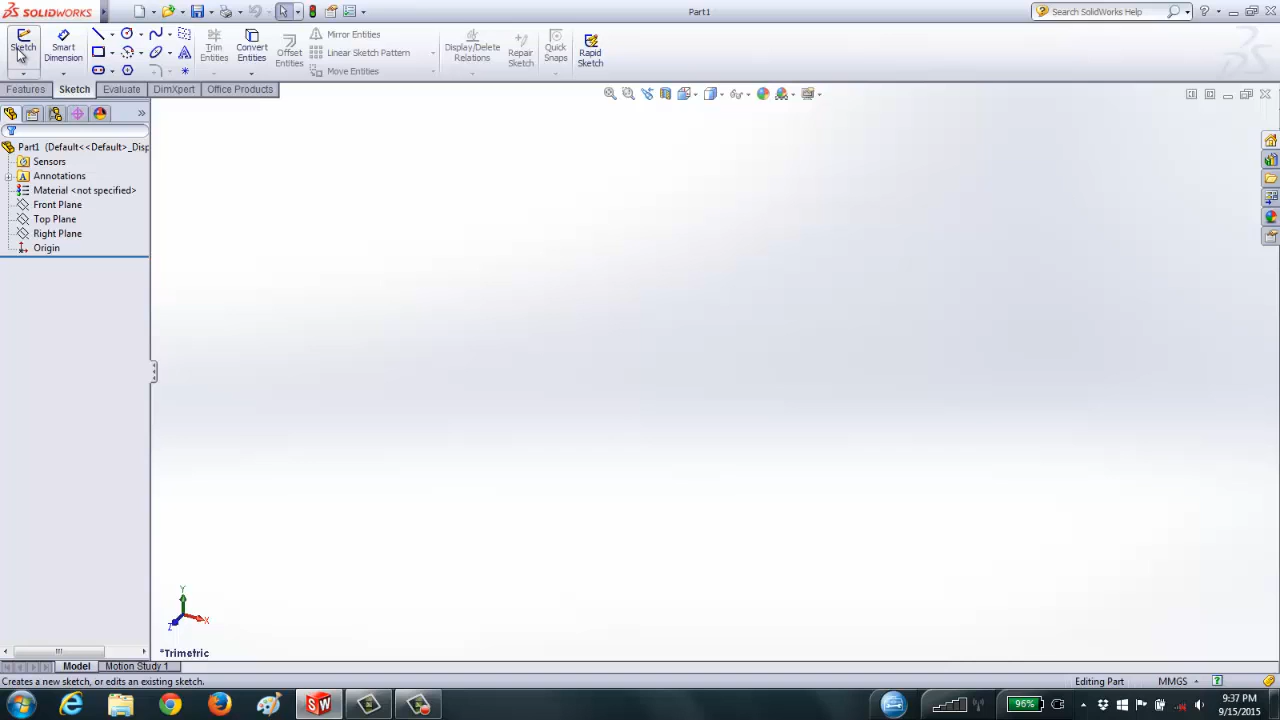 SOLIDWORKS
Part1
Search SolidWorks Help
Sketch
Smart Dimension
Trim Entities
Convert Entities
Offset Entities
Mirror Entities
Linear Sketch Pattern
Move Entities
Display/Delete Relations
Repair Sketch
Quick Snaps
Rapid Sketch
Features
Sketch
Evaluate
DimXpert
Office Products
Part1 (Default<<Default>_Disp
Sensors
Annotations
Material <not specified>
Front Plane
Top Plane
Right Plane
Origin
Y
X
Z
*Trimetric
Model
Motion Study 1
Creates a new sketch, or edits an existing sketch.
Editing Part
MMGS
96%
9:37 PM
9/15/2015